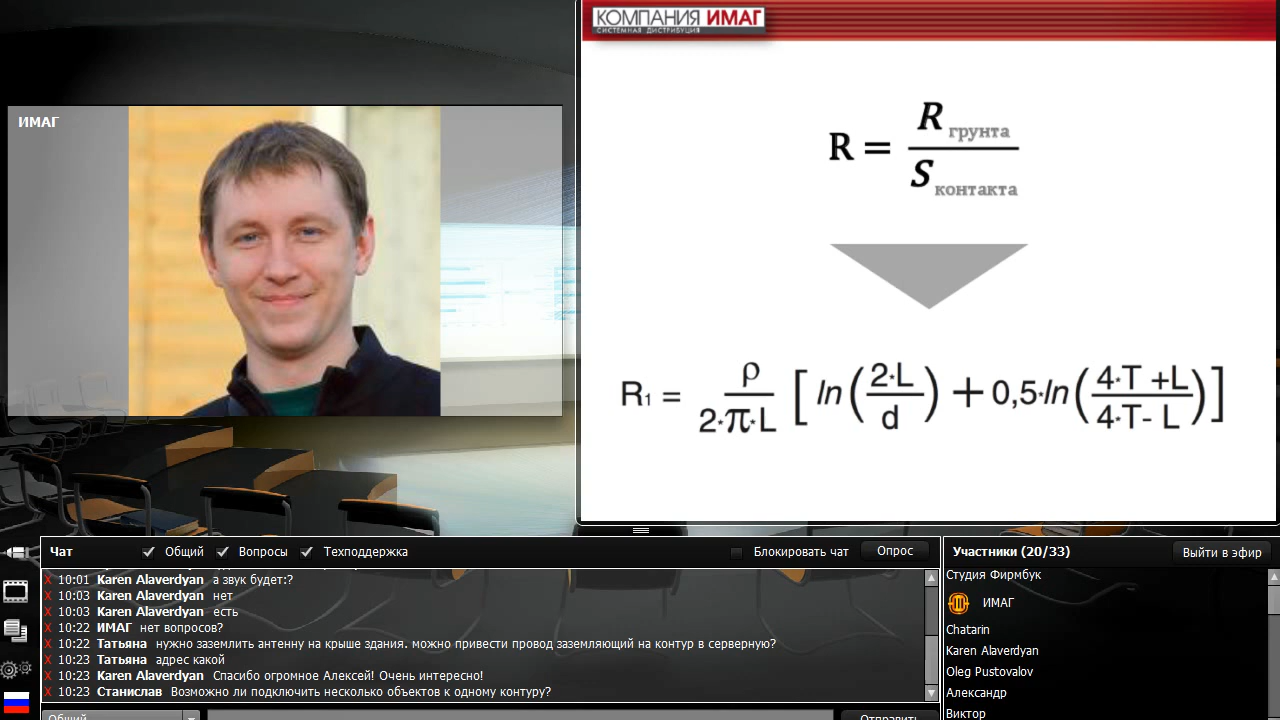 КОМПАНИЯ ИМАГ
СИСТЕМНАЯ ДИСТРИБУЦИЯ
ИМАГ
R = R грунта / S контакта
R1 = ρ / 2*π*L [ ln ( 2*L / d ) + 0,5*ln ( 4*T +L / 4*T- L ) ]
Чат
Общий
Вопросы
Техподдержка
Блокировать чат
Опрос
X 10:01 Karen Alaverdyan а звук будет:?
X 10:03 Karen Alaverdyan нет
X 10:03 Karen Alaverdyan есть
X 10:22 ИМАГ нет вопросов?
X 10:22 Татьяна нужно заземлить антенну на крыше здания. можно привести провод заземляющий на контур в серверную?
X 10:23 Татьяна адрес какой
X 10:23 Karen Alaverdyan Спасибо огромное Алексей! Очень интересно!
X 10:23 Станислав Возможно ли подключить несколько объектов к одному контуру?
Общий
Отправить
Участники (20/33)
Выйти в эфир
Студия Фирмбук
ИМАГ
Chatarin
Karen Alaverdyan
Oleg Pustovalov
Александр
Виктор